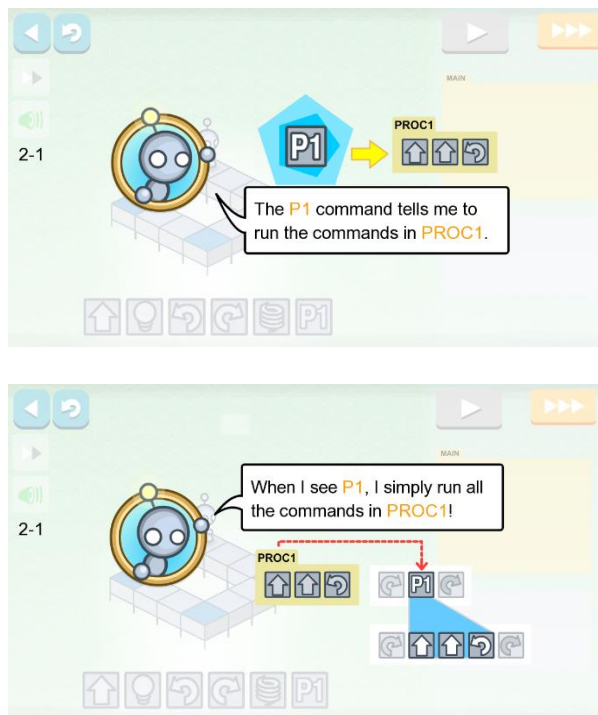 MAIN
P1
PROC1
2-1
The P1 command tells me to
run the commands in PROC1.
P1
MAIN
When I see P1, I simply run all
the commands in PROC1!
2-1
PROC1
P1
P1